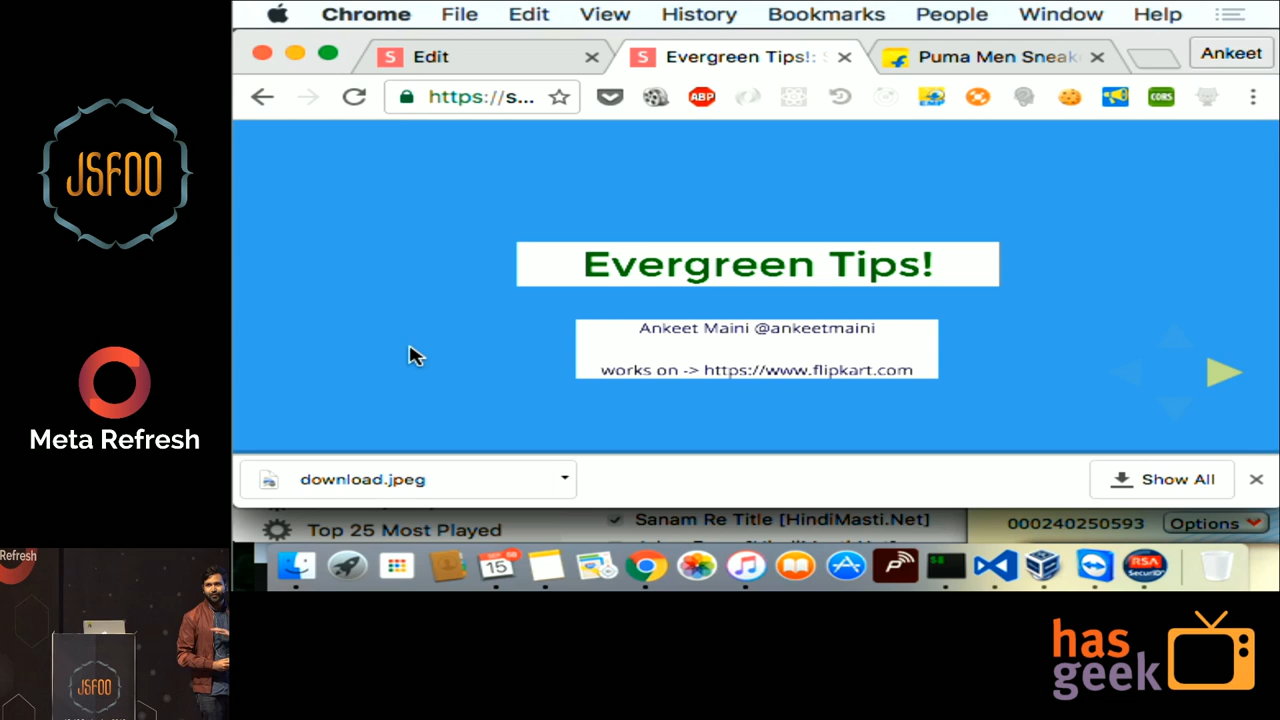 Chrome File Edit View History Bookmarks People Window Help
Edit
Evergreen Tips!:
Puma Men Sneak
Ankeet
https://s...
ABP
CORS
JSFOO
Evergreen Tips!
Ankeet Maini @ankeetmaini
works on -> https://www.flipkart.com
Meta Refresh
download.jpeg
Show All
Top 25 Most Played
Sanam Re Title [HindiMasti.Net]
000240250593
Options
15
RSA
SecurID
Refresh
JSFOO
has
geek